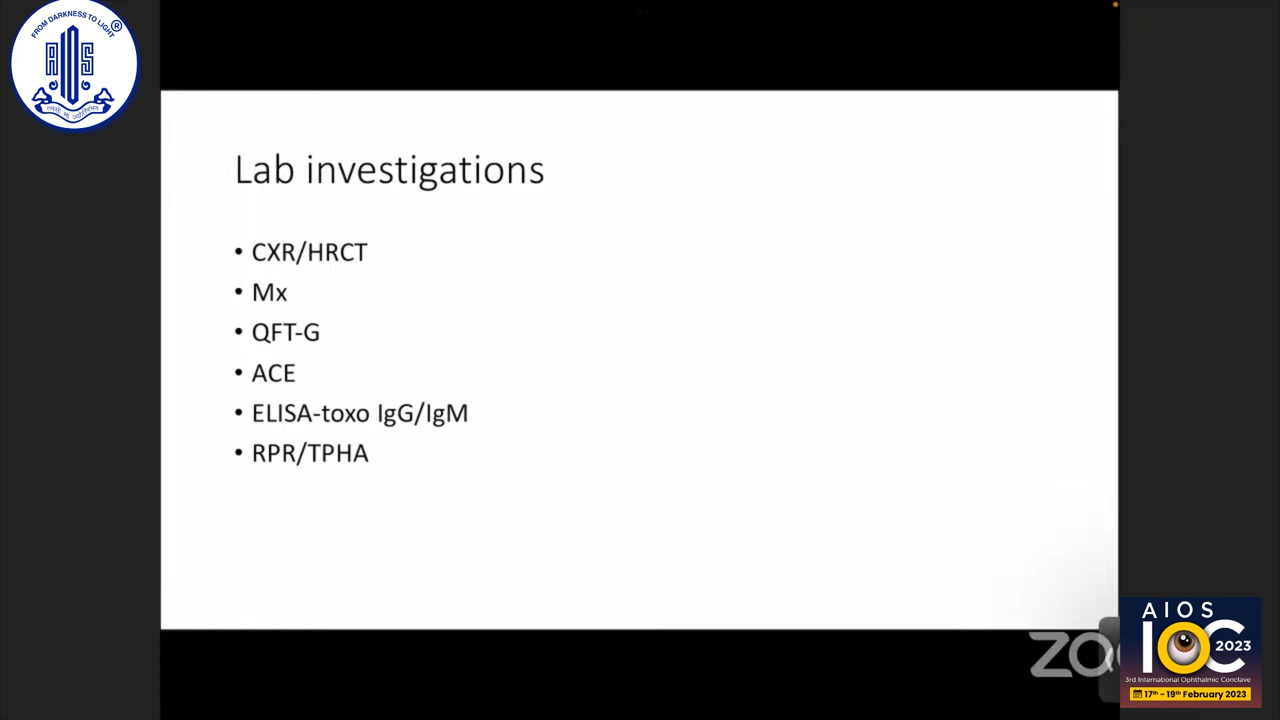 FROM DARKNESS TO LIGHT
®
AIOS
Lab investigations
• CXR/HRCT
• Mx
• QFT-G
• ACE
• ELISA-toxo IgG/IgM
• RPR/TPHA
AIOS
IOC 2023
3rd International Ophthalmic Conclave
17th - 19th February 2023